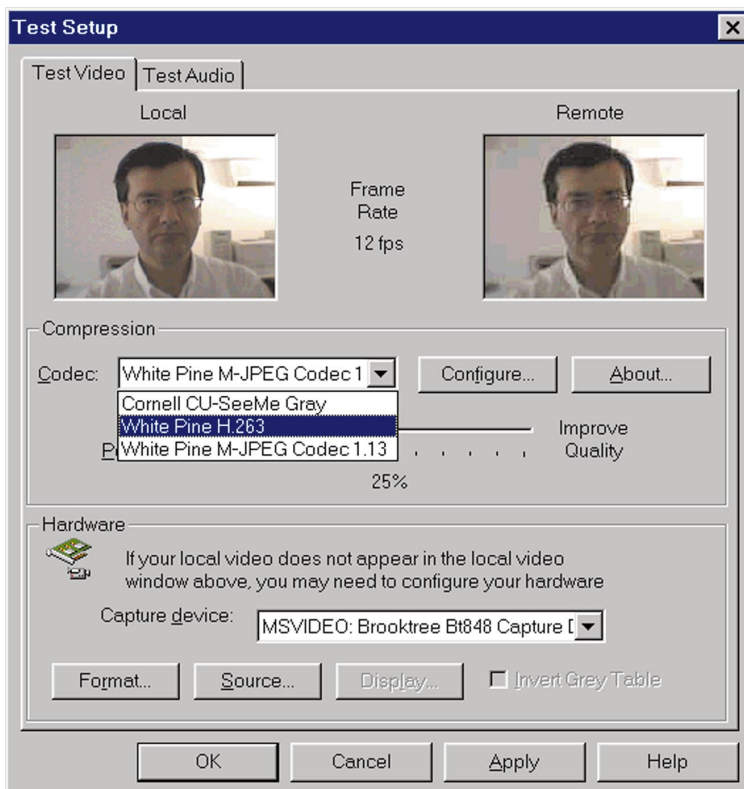 Test Setup
Test Video
Test Audio
Local
Remote
Frame
Rate
12 fps
Compression
Codec:
White Pine M-JPEG Codec 1
Configure...
About...
Cornell CU-SeeMe Gray
White Pine H.263
White Pine M-JPEG Codec 1.13
Improve
Quality
25%
Hardware
If your local video does not appear in the local video
window above, you may need to configure your hardware
Capture device:
MSVIDEO: Brooktree Bt848 Capture
Format...
Source...
Display...
Invert Grey Table
OK
Cancel
Apply
Help